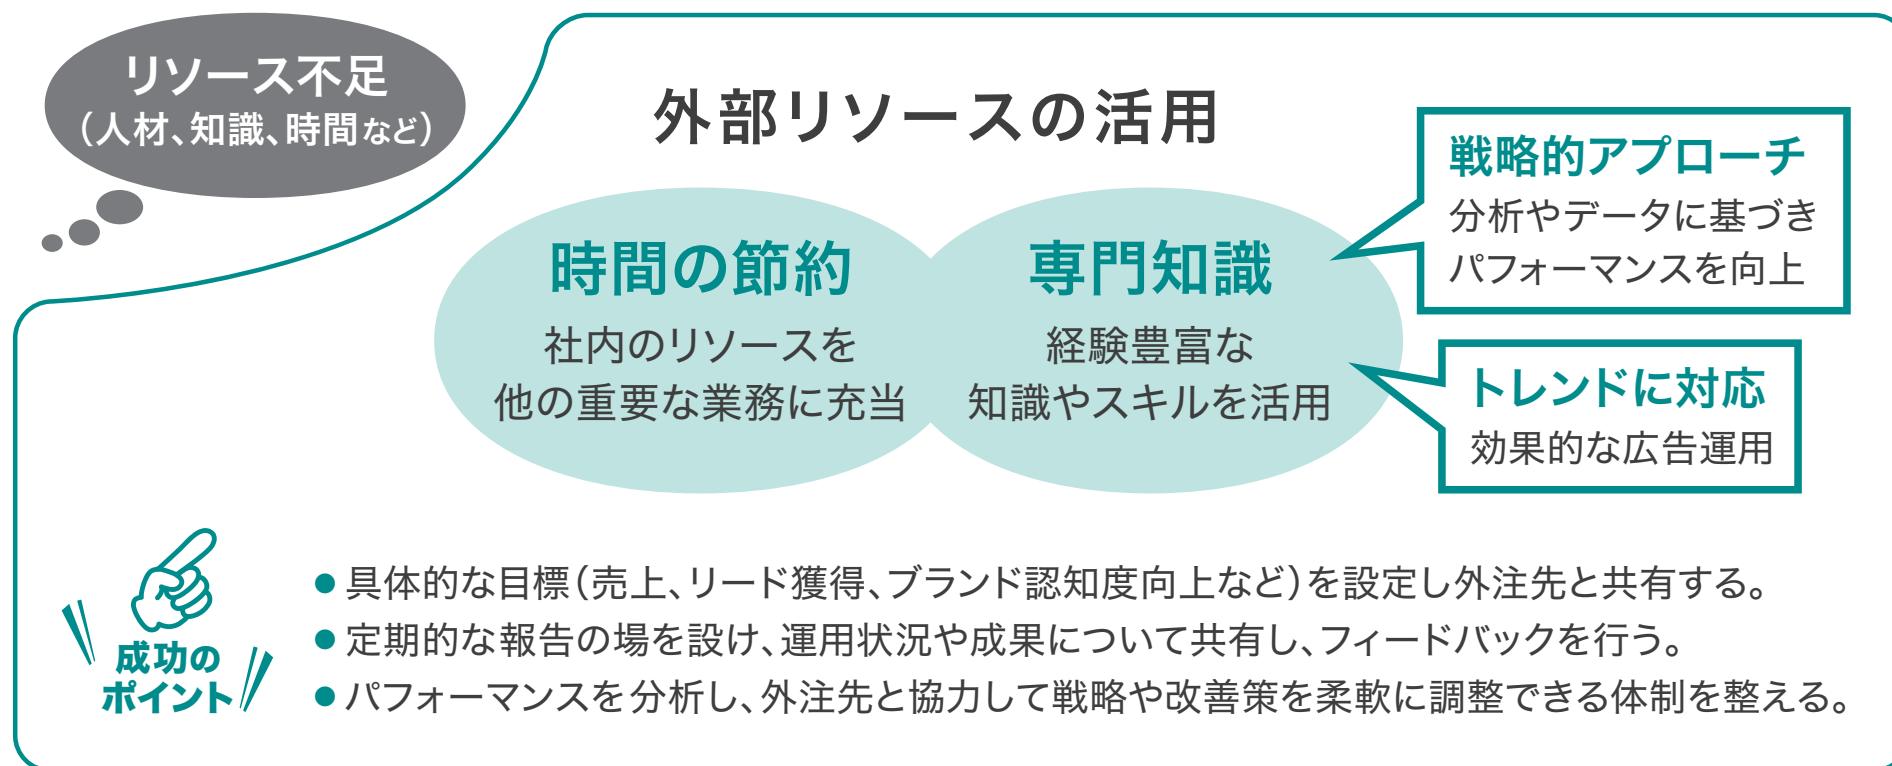 リソース不足
（人材、知識、時間など）
外部リソースの活用
時間の節約
社内のリソースを
他の重要な業務に充当
専門知識
経験豊富な
知識やスキルを活用
戦略的アプローチ
分析やデータに基づき
パフォーマンスを向上
トレンドに対応
効果的な広告運用
成功の
ポイント
●具体的な目標（売上、リード獲得、ブランド認知度向上など）を設定し外注先と共有する。
●定期的な報告の場を設け、運用状況や成果について共有し、フィードバックを行う。
●パフォーマンスを分析し、外注先と協力して戦略や改善策を柔軟に調整できる体制を整える。